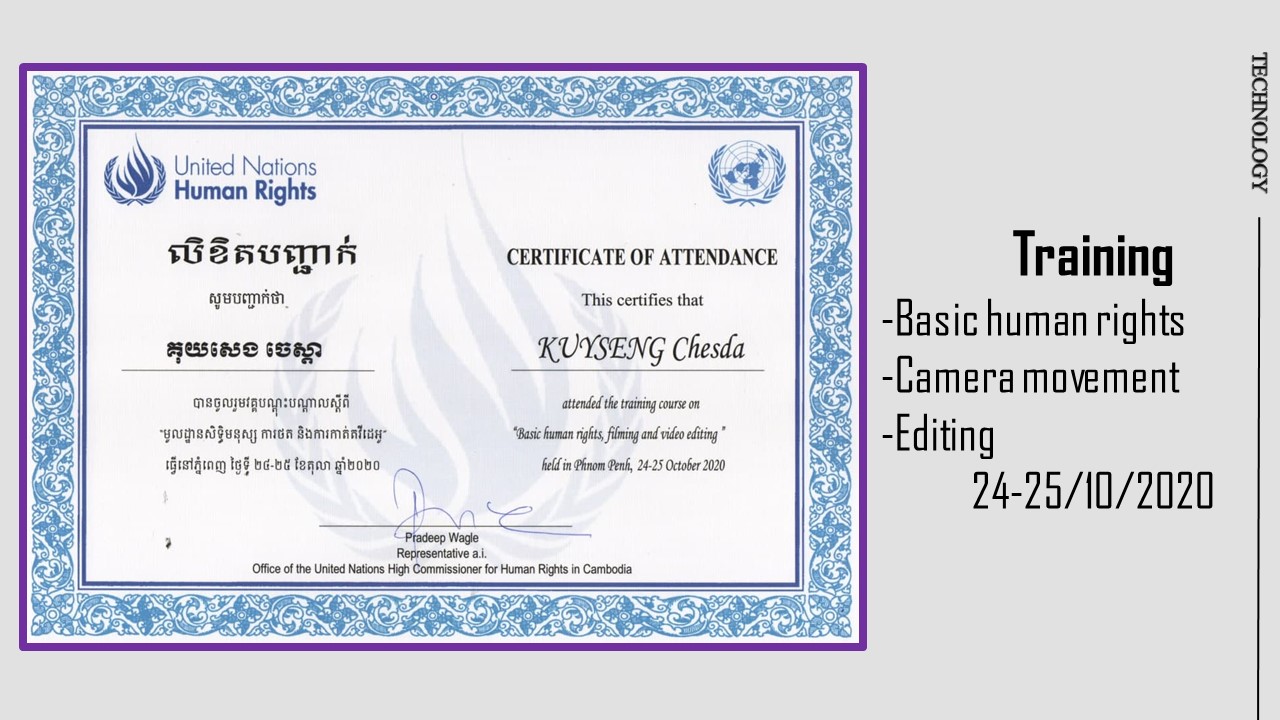 United Nations
Human Rights
លិខិតបញ្ជាក់
សូមបញ្ជាក់ថា
គុយសេង ចេស្តា
បានចូលរួមវគ្គបណ្តុះបណ្តាលស្តីពី
"មូលដ្ឋានសិទ្ធិមនុស្ស ការថត និងការកាត់តវីដេអូ"
ធ្វើនៅភ្នំពេញ ថ្ងៃទី ២៤-២៥ ខែតុលា ឆ្នាំ២០២០
CERTIFICATE OF ATTENDANCE
This certifies that
KUYSENG Chesda
attended the training course on
"Basic human rights, filming and video editing"
held in Phnom Penh, 24-25 October 2020
Pradeep Wagle
Representative a.i.
Office of the United Nations High Commissioner for Human Rights in Cambodia
Training
-Basic human rights
-Camera movement
-Editing
24-25/10/2020
TECHNOLOGY